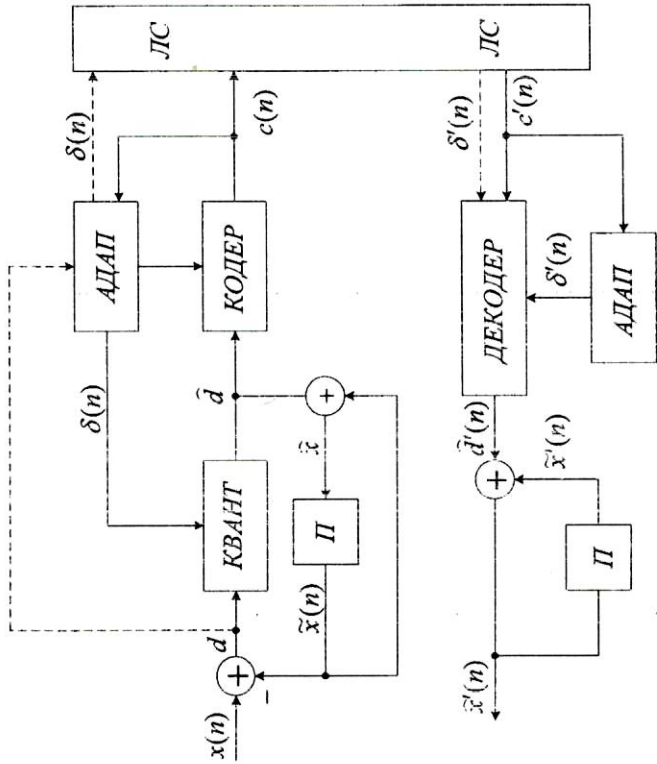 x(n)
d
−
+
КВАНТ
δ(n)
d̂
АДАП
КОДЕР
δ(n)
c(n)
ЛС
x̃(n)
П
x̂
+
ЛС
x̃'(n)
П
x̃'(n)
+
d̂'(n)
ДЕКОДЕР
δ'(n)
АДАП
δ'(n)
c'(n)